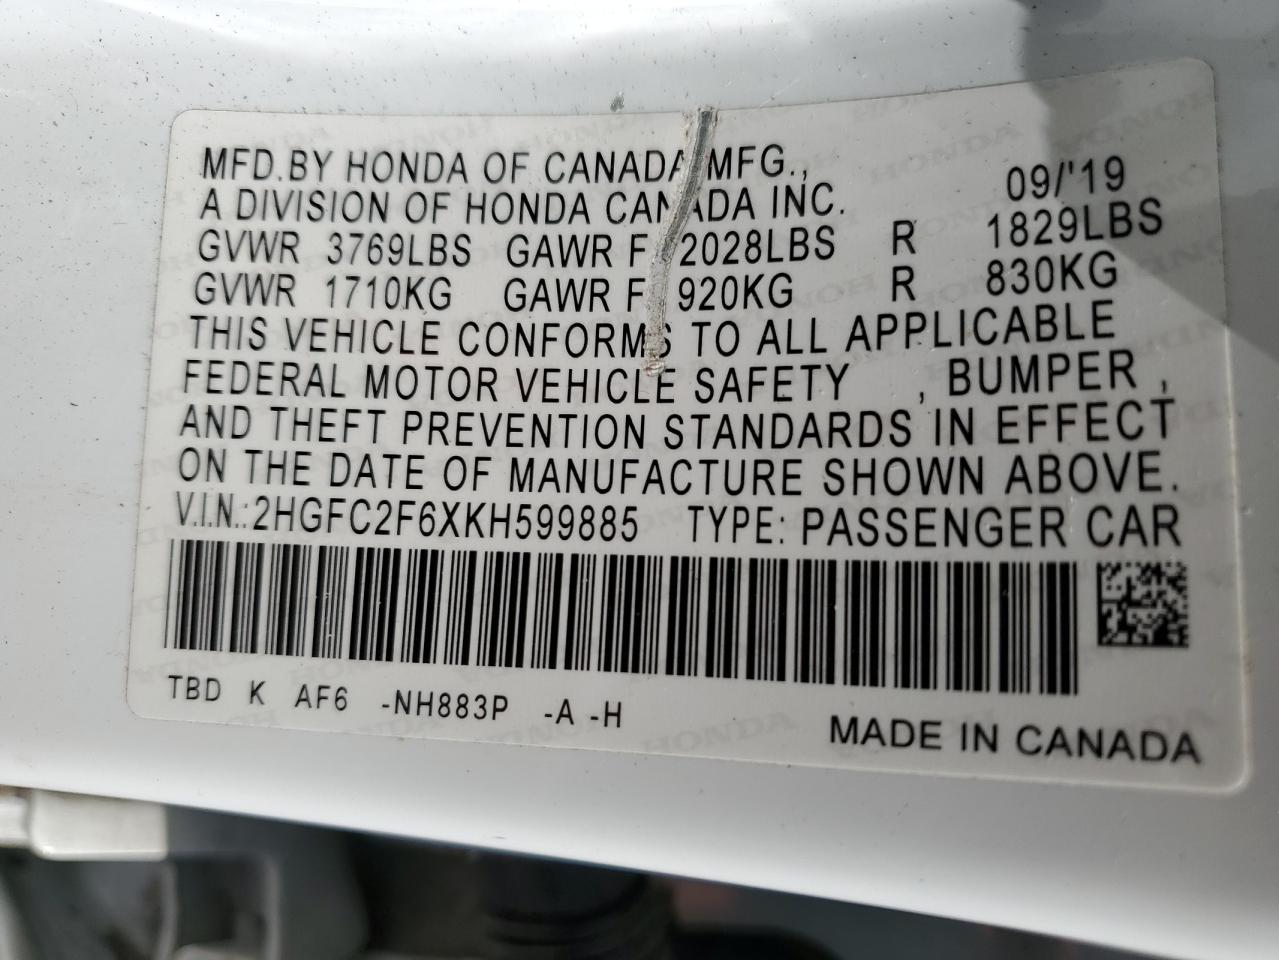 MFD.BY HONDA OF CANADA MFG., 09/'19
A DIVISION OF HONDA CANADA INC.
GVWR 3769LBS GAWR F 2028LBS R 1829LBS
GVWR 1710KG GAWR F 920KG R 830KG
THIS VEHICLE CONFORMS TO ALL APPLICABLE
FEDERAL MOTOR VEHICLE SAFETY , BUMPER ,
AND THEFT PREVENTION STANDARDS IN EFFECT
ON THE DATE OF MANUFACTURE SHOWN ABOVE.
V.I.N.: 2HGFC2F6XKH599885 TYPE: PASSENGER CAR
TBD K AF6 -NH883P -A -H
MADE IN CANADA